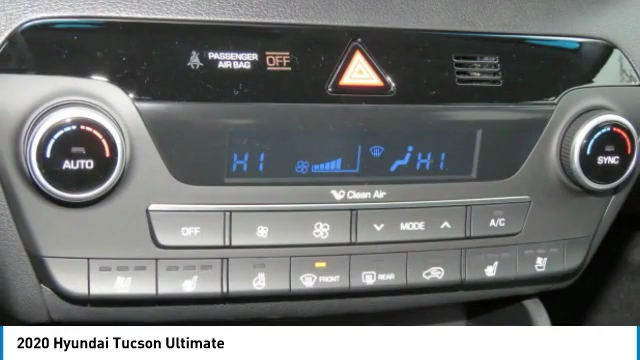 PASSENGER
AIR BAG OFF
HI HI
AUTO
SYNC
Clean Air
OFF
MODE
A/C
FRONT
REAR
2020 Hyundai Tucson Ultimate